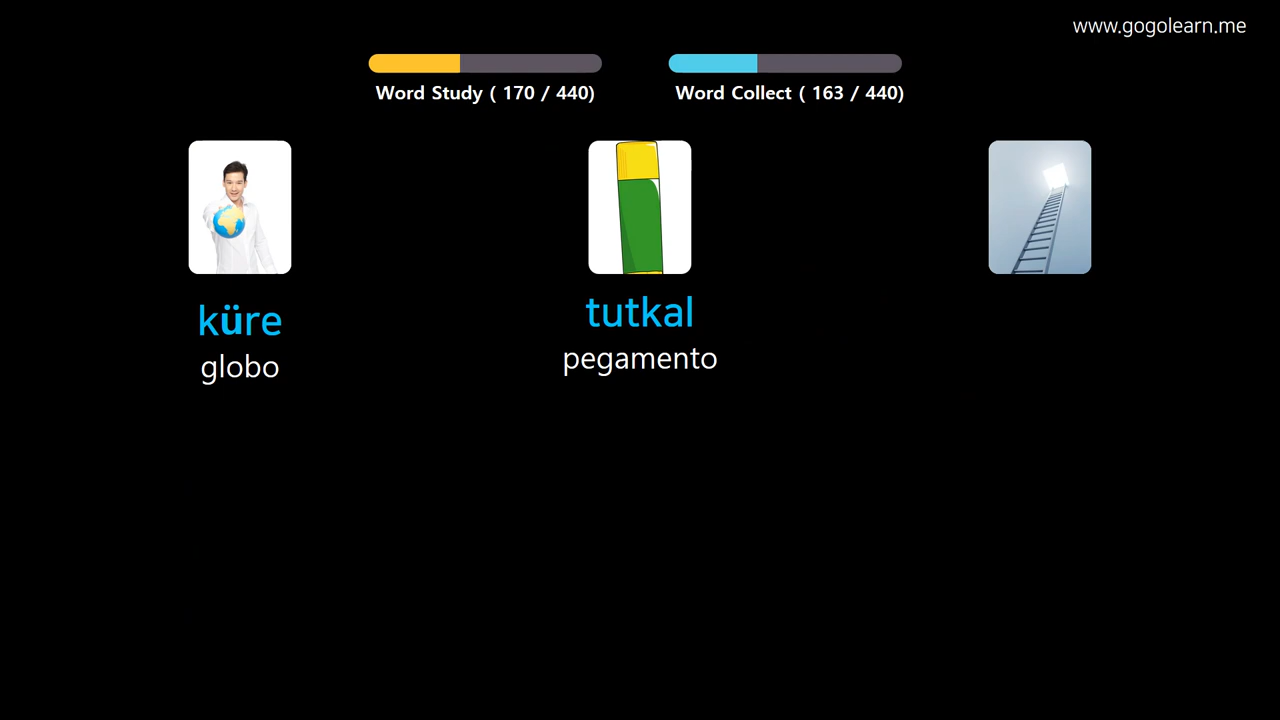 www.gogolearn.me
Word Study ( 170 / 440)
Word Collect ( 163 / 440)
küre
globo
tutkal
pegamento